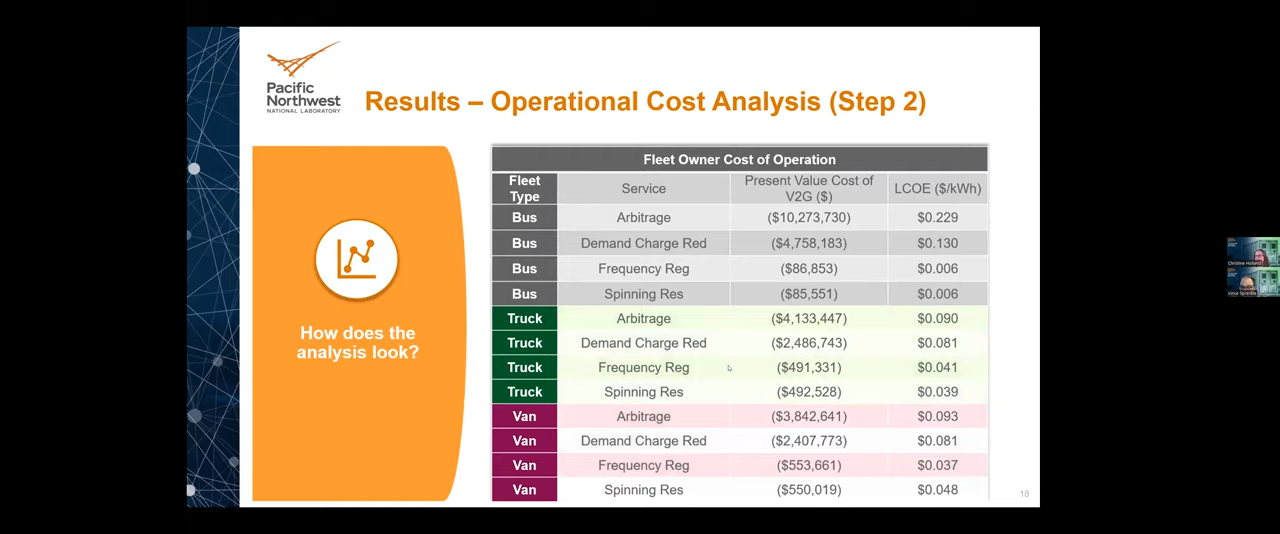 Pacific
Northwest
NATIONAL LABORATORY
Results – Operational Cost Analysis (Step 2)
How does the
analysis look?
Fleet Owner Cost of Operation
Fleet Type Service Present Value Cost of V2G ($) LCOE ($/kWh)
Bus Arbitrage ($10,273,730) $0.229
Bus Demand Charge Red ($4,758,183) $0.130
Bus Frequency Reg ($86,853) $0.006
Bus Spinning Res ($85,551) $0.006
Truck Arbitrage ($4,133,447) $0.090
Truck Demand Charge Red ($2,486,743) $0.081
Truck Frequency Reg ($491,331) $0.041
Truck Spinning Res ($492,528) $0.039
Van Arbitrage ($3,842,641) $0.093
Van Demand Charge Red ($2,407,773) $0.081
Van Frequency Reg ($553,661) $0.037
Van Spinning Res ($550,019) $0.048
18
Christine Holland
Vince Sprenkle